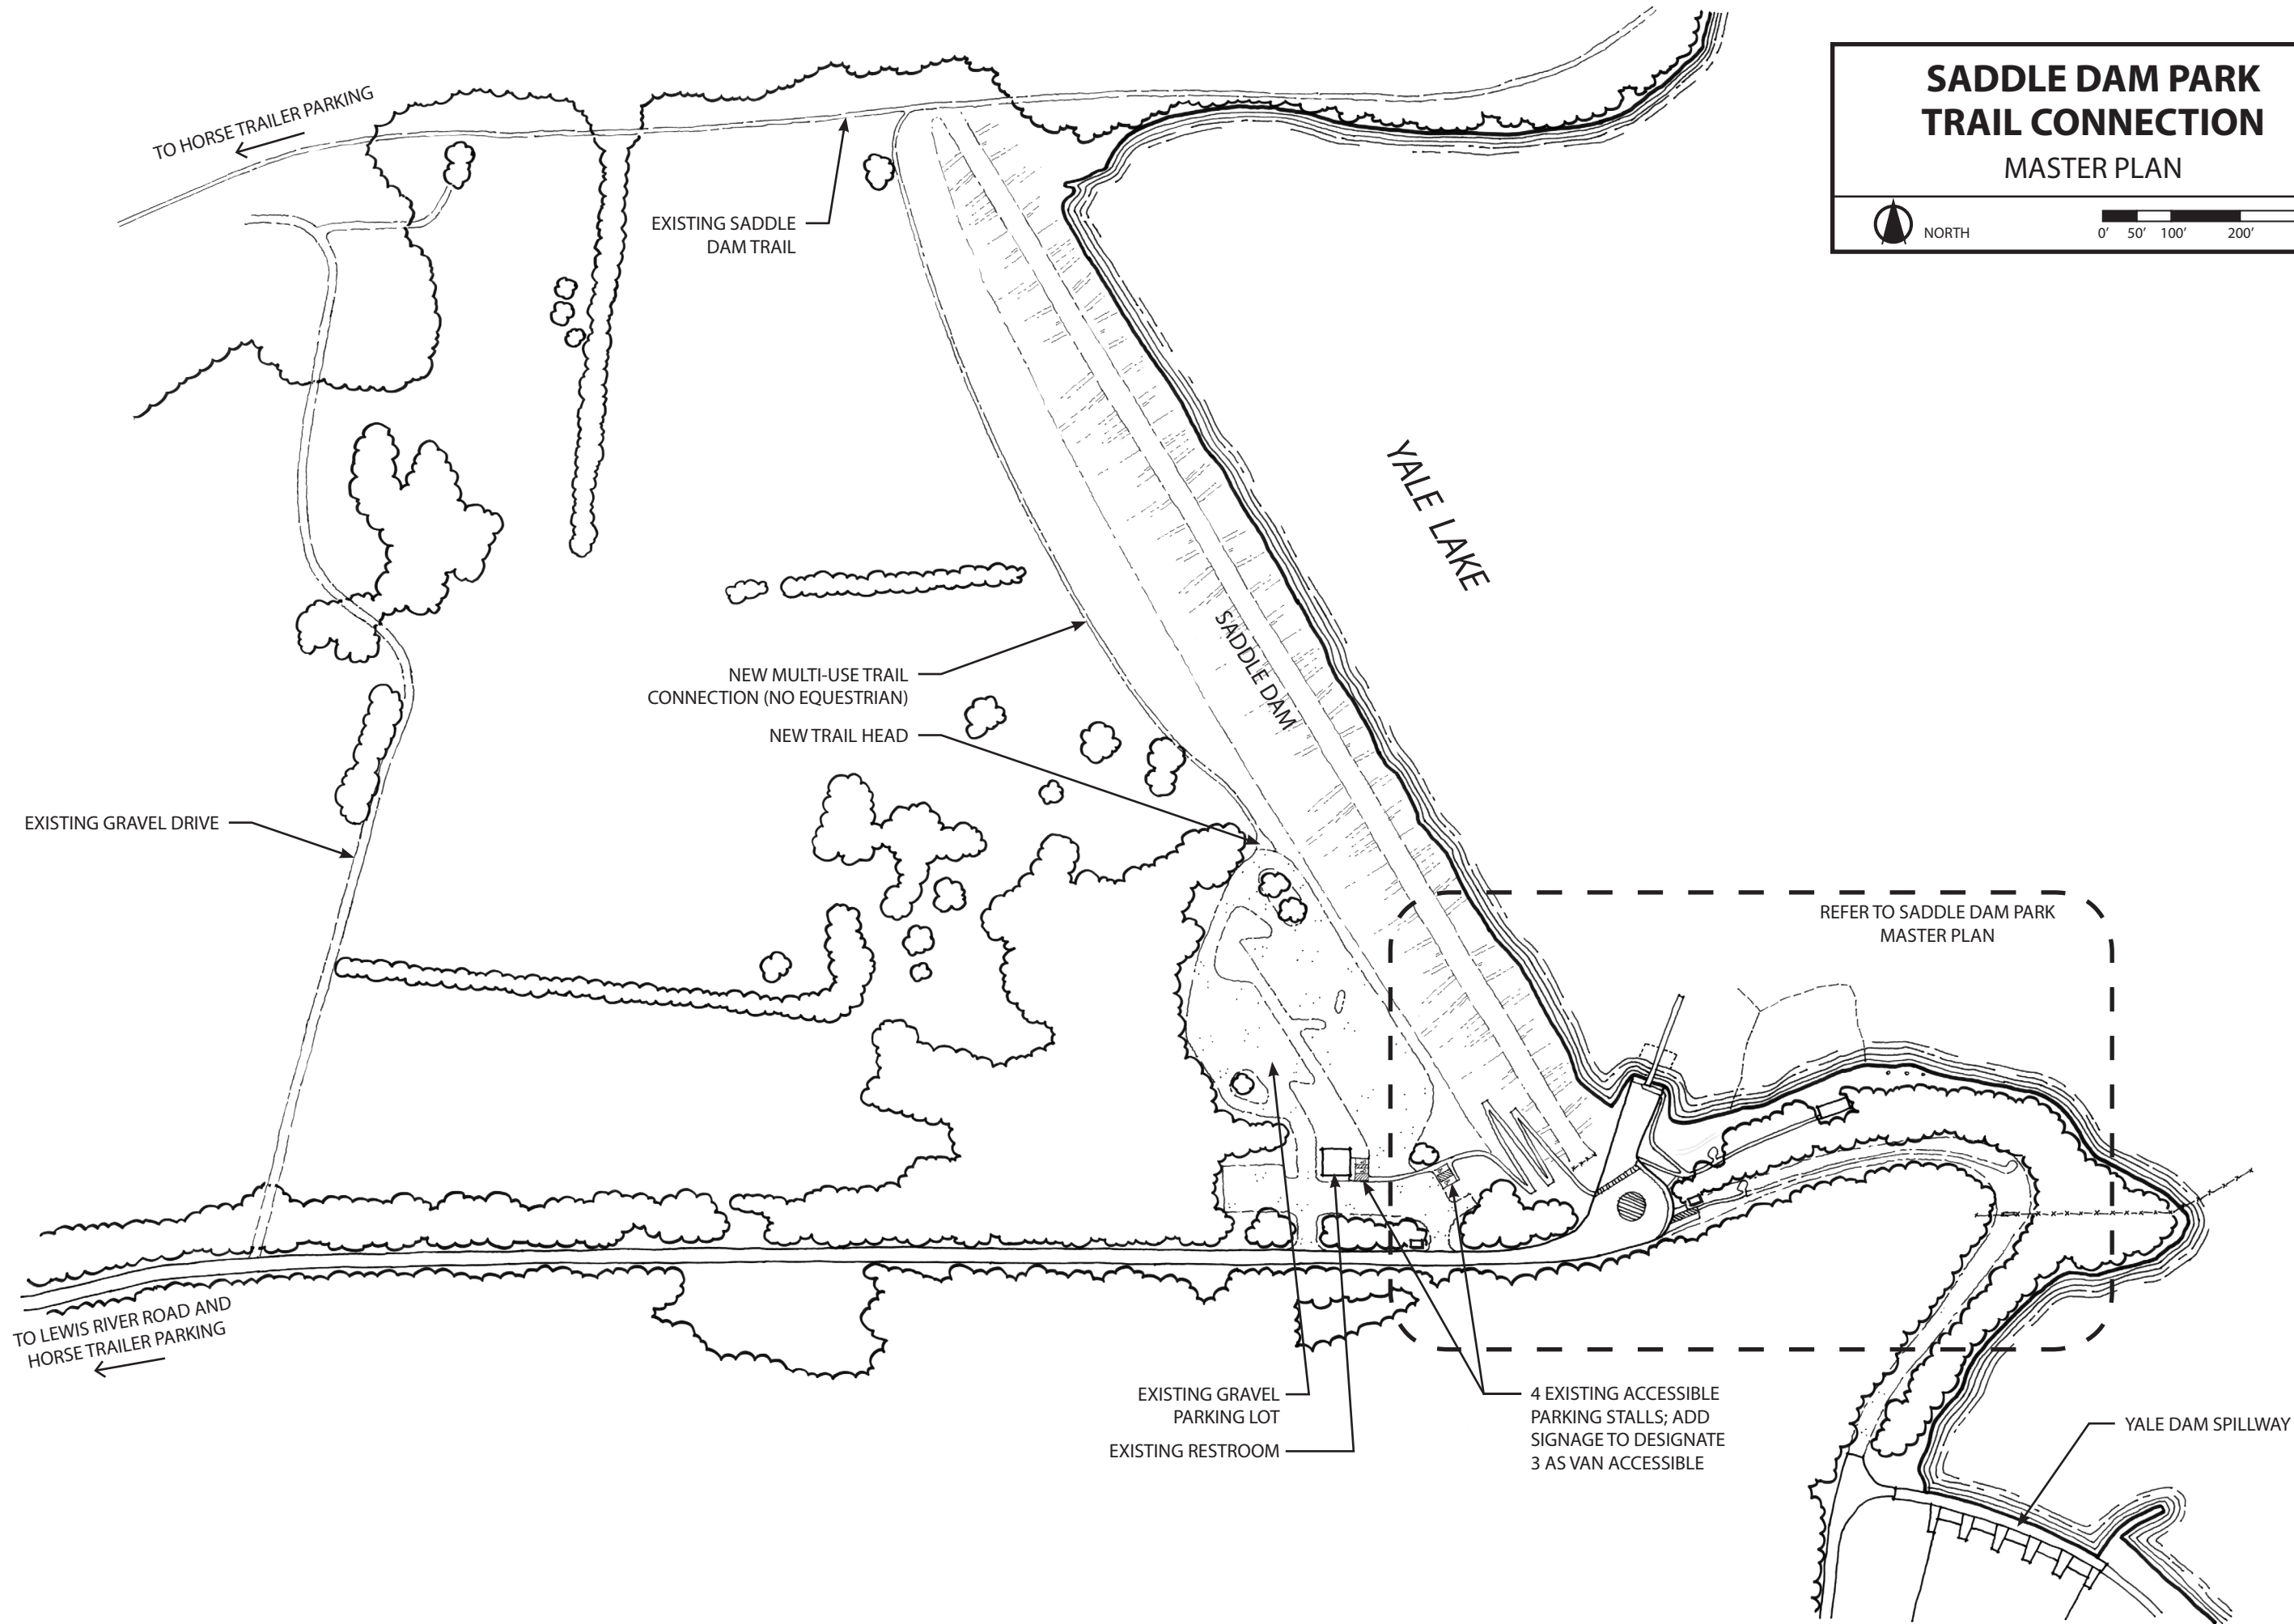 SADDLE DAM PARK
TRAIL CONNECTION
MASTER PLAN
NORTH
0' 50' 100' 200'
TO HORSE TRAILER PARKING
EXISTING SADDLE
DAM TRAIL
YALE LAKE
SADDLE DAM
NEW MULTI-USE TRAIL
CONNECTION (NO EQUESTRIAN)
NEW TRAIL HEAD
EXISTING GRAVEL DRIVE
REFER TO SADDLE DAM PARK
MASTER PLAN
TO LEWIS RIVER ROAD AND
HORSE TRAILER PARKING
EXISTING GRAVEL
PARKING LOT
EXISTING RESTROOM
4 EXISTING ACCESSIBLE
PARKING STALLS; ADD
SIGNAGE TO DESIGNATE
3 AS VAN ACCESSIBLE
YALE DAM SPILLWAY